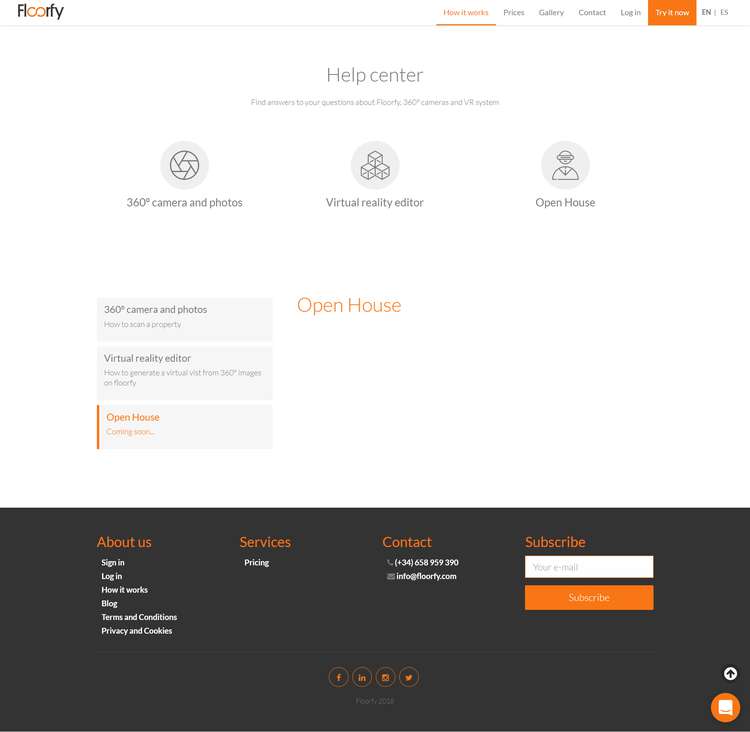 Floorfy
How it works
Prices
Gallery
Contact
Log in
Try it now
EN | ES
Help center
Find answers to your questions about Floorfy, 360º cameras and VR system
360º camera and photos
Virtual reality editor
Open House
360º camera and photos
How to scan a property
Virtual reality editor
How to generate a virtual vist from 360º images
on floorfy
Open House
Coming soon...
Open House
About us
Sign in
Log in
How it works
Blog
Terms and Conditions
Privacy and Cookies
Services
Pricing
Contact
(+34) 658 959 390
info@floorfy.com
Subscribe
Your e-mail
Subscribe
Floorfy 2018